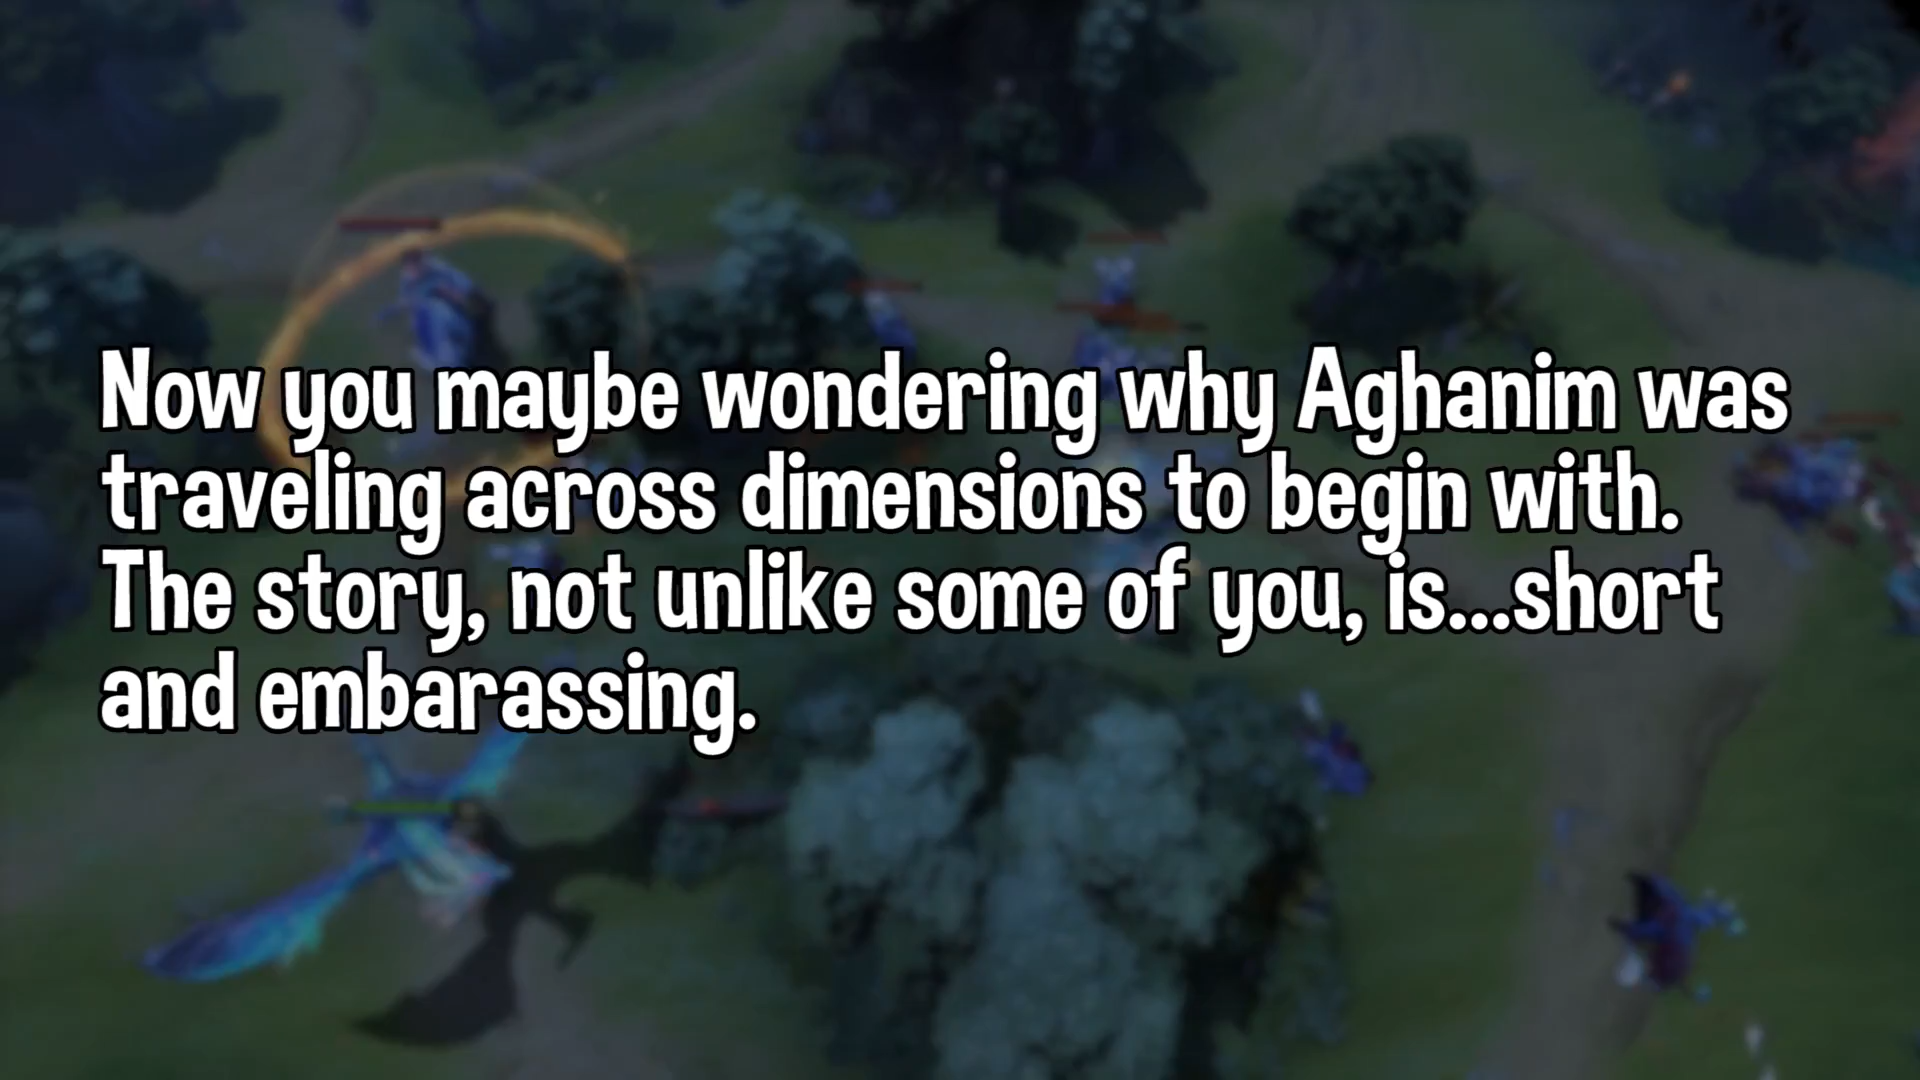 Now you maybe wondering why Aghanim was
traveling across dimensions to begin with.
The story, not unlike some of you, is...short
and embarassing.